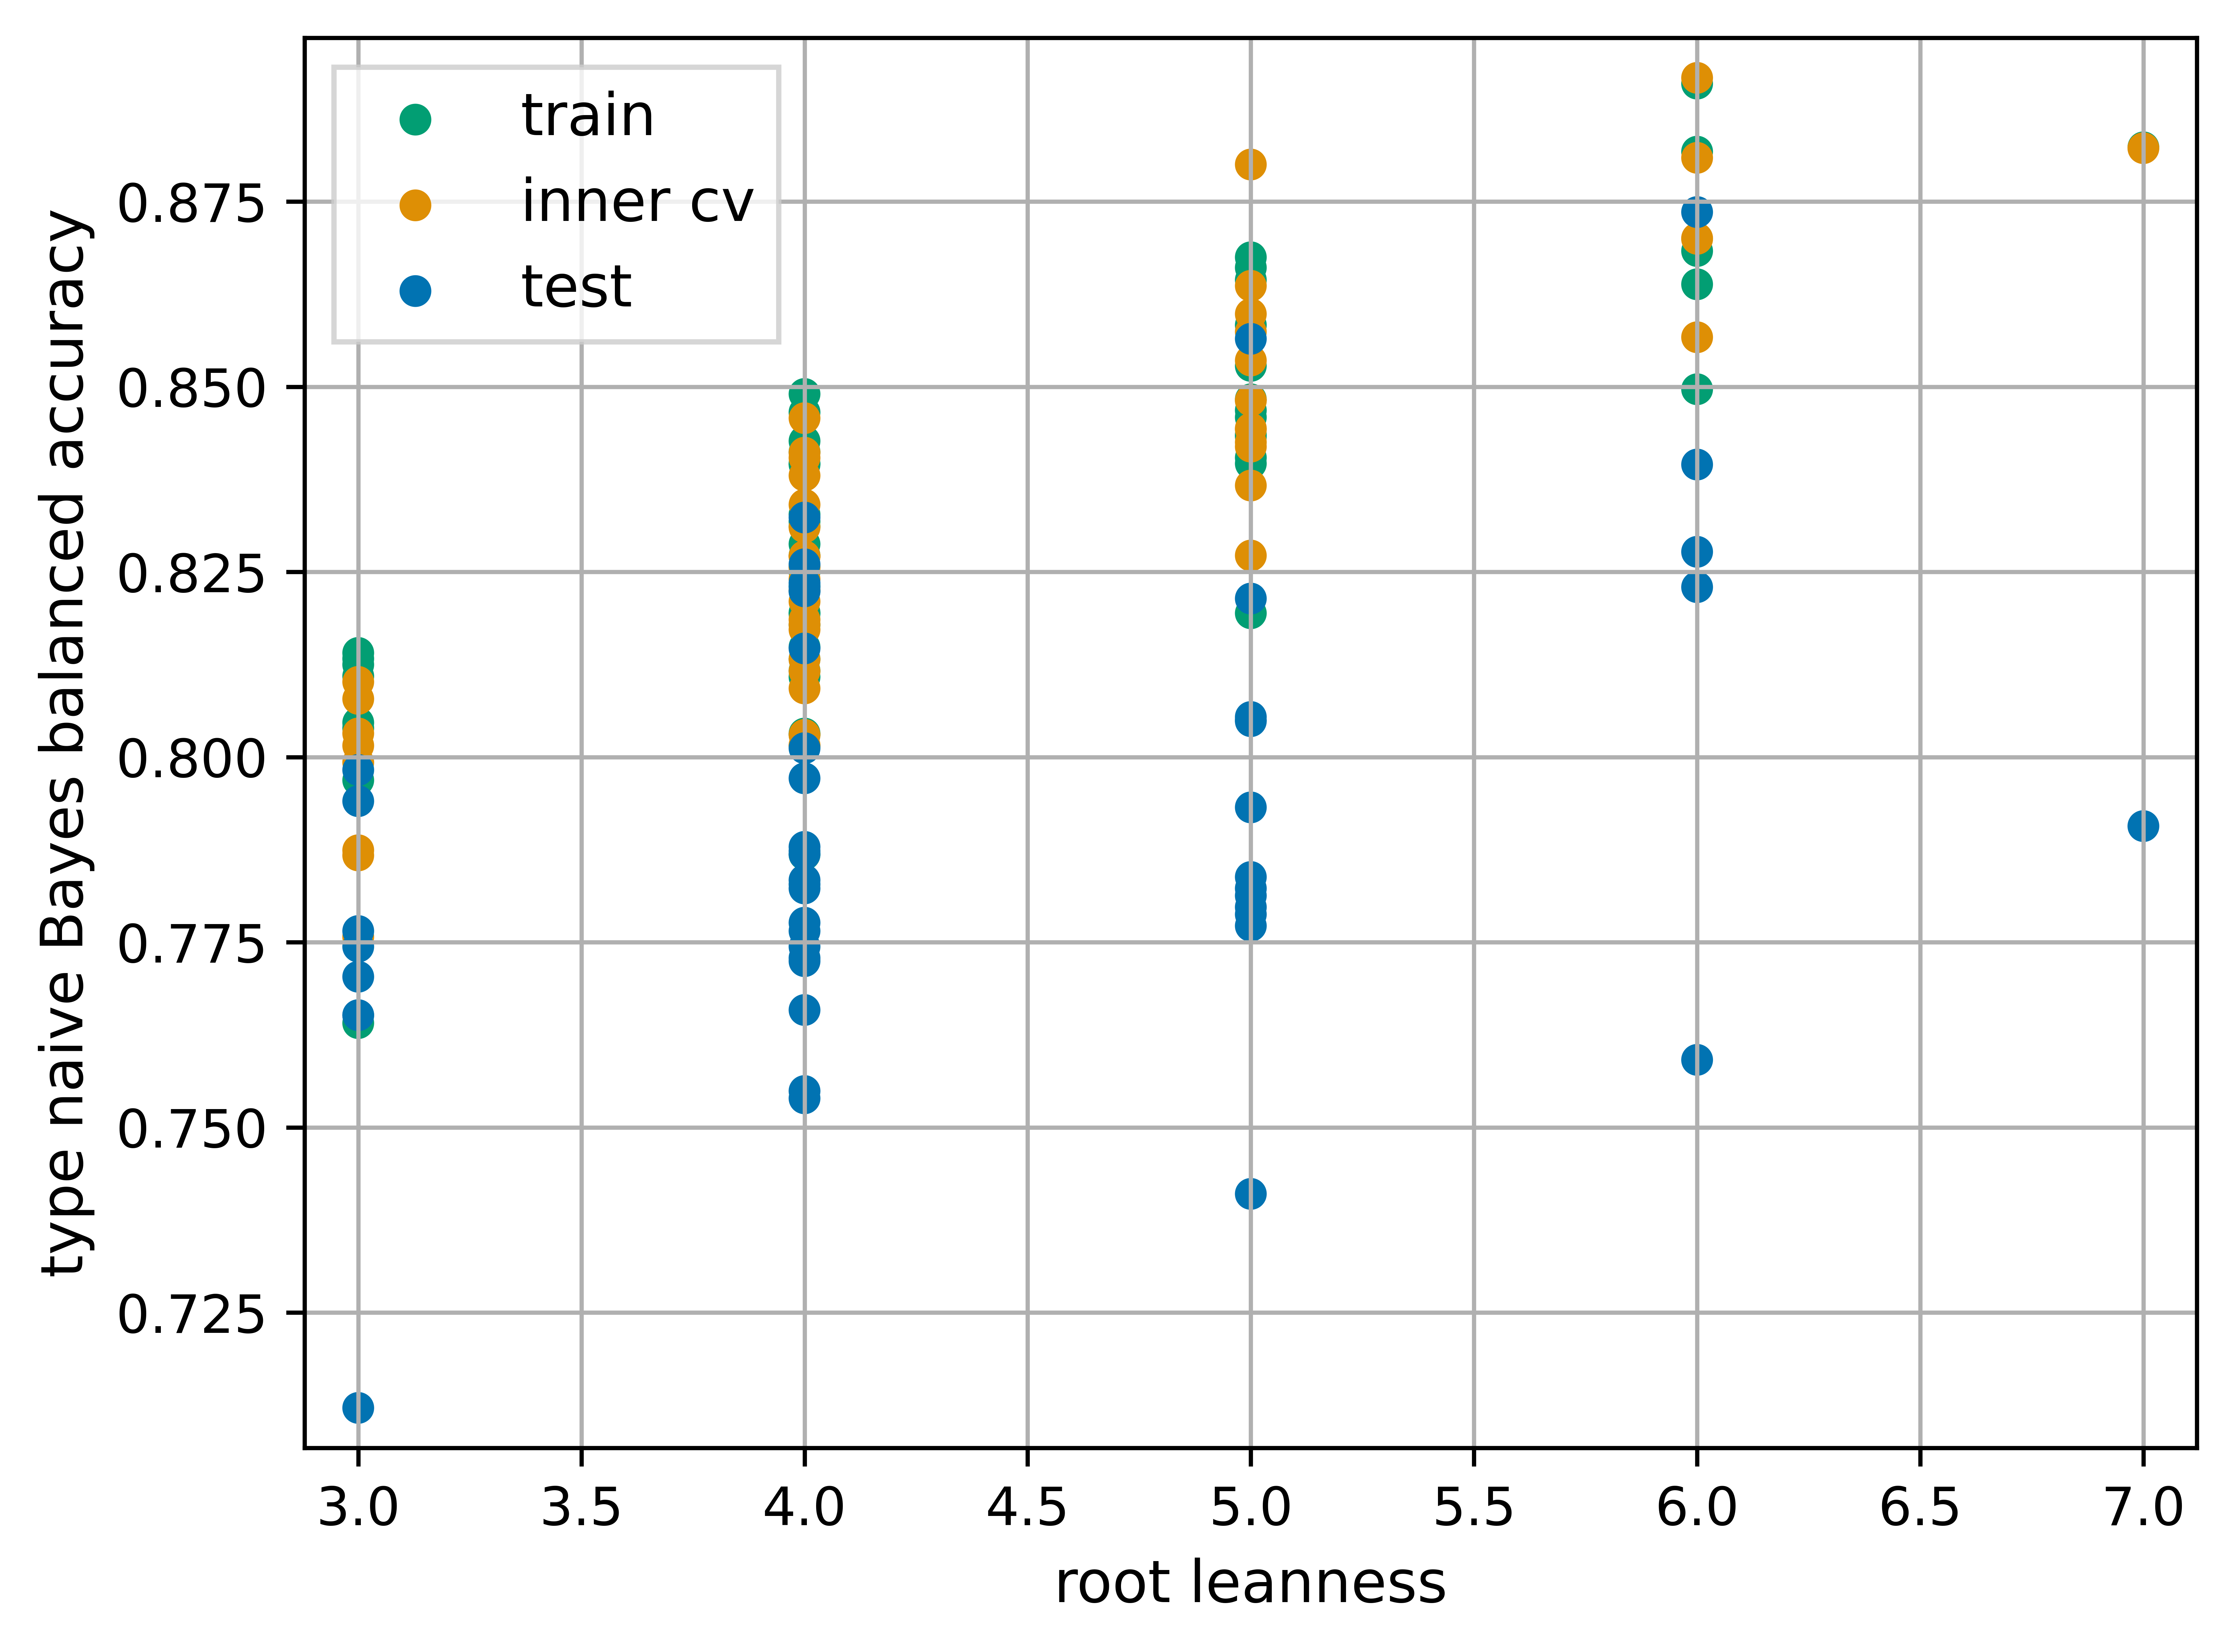 train
inner cv
test
type naive Bayes balanced accuracy
0.875
0.850
0.825
0.800
0.775
0.750
0.725
3.0 3.5 4.0 4.5 5.0 5.5 6.0 6.5 7.0
root leanness